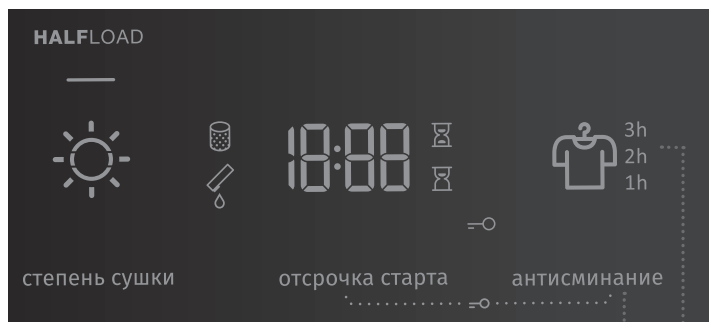 HALFLOAD
18:88
3h
2h
1h
степень сушки
отсрочка старта
антисминание